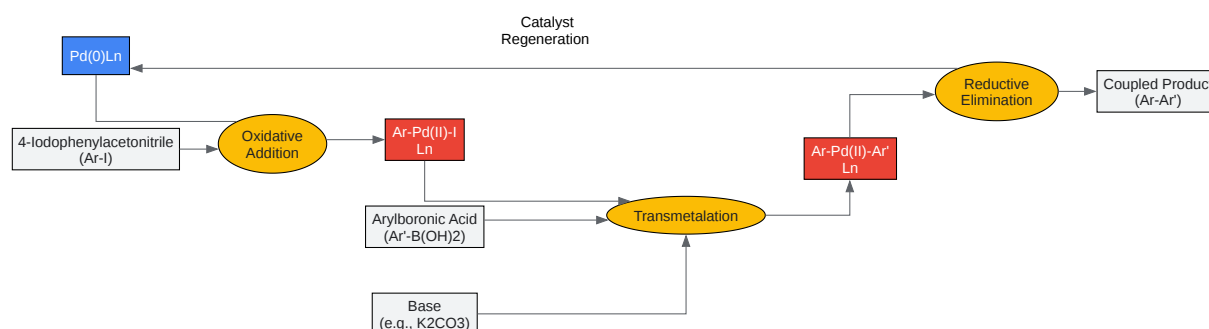 Catalyst
Regeneration
Pd(0)Ln
Reductive
Elimination
Coupled Product
(Ar-Ar')
4-Iodophenylacetonitrile
(Ar-I)
Oxidative
Addition
Ar-Pd(II)-I
Ln
Ar-Pd(II)-Ar'
Ln
Arylboronic Acid
(Ar'-B(OH)2)
Transmetalation
Base
(e.g., K2CO3)